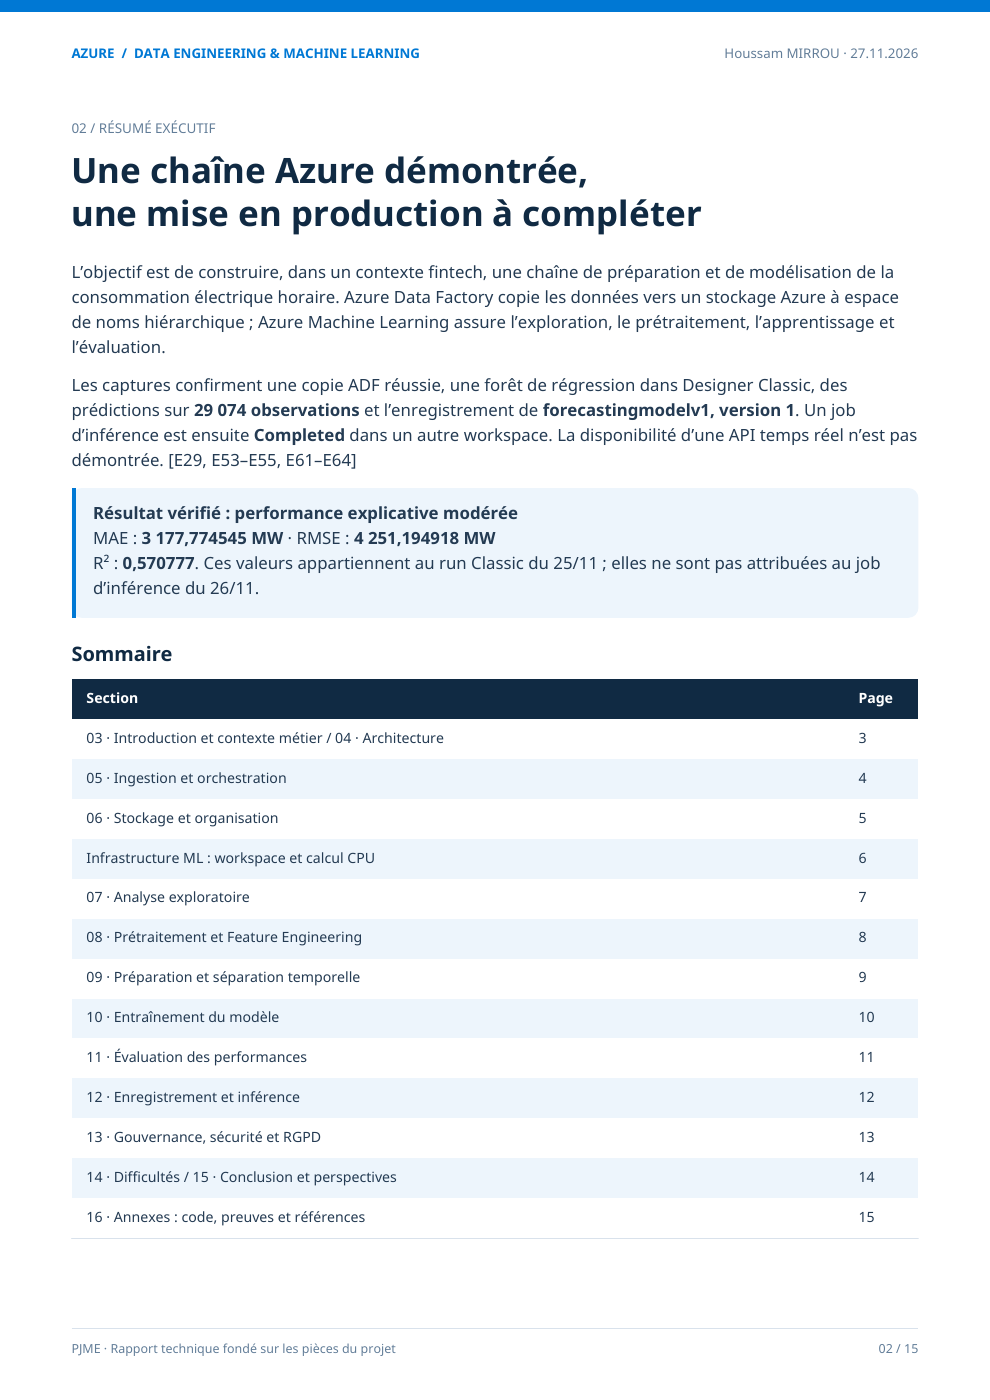 AZURE / DATA ENGINEERING & MACHINE LEARNING
Houssam MIRROU · 27.11.2026
02 / RÉSUMÉ EXÉCUTIF
Une chaîne Azure démontrée,
une mise en production à compléter
L’objectif est de construire, dans un contexte fintech, une chaîne de préparation et de modélisation de la
consommation électrique horaire. Azure Data Factory copie les données vers un stockage Azure à espace
de noms hiérarchique ; Azure Machine Learning assure l’exploration, le prétraitement, l’apprentissage et
l’évaluation.
Les captures confirment une copie ADF réussie, une forêt de régression dans Designer Classic, des
prédictions sur 29 074 observations et l’enregistrement de forecastingmodelv1, version 1. Un job
d’inférence est ensuite Completed dans un autre workspace. La disponibilité d’une API temps réel n’est pas
démontrée. [E29, E53–E55, E61–E64]
Résultat vérifié : performance explicative modérée
MAE : 3 177,774545 MW · RMSE : 4 251,194918 MW
R² : 0,570777. Ces valeurs appartiennent au run Classic du 25/11 ; elles ne sont pas attribuées au job
d’inférence du 26/11.
Sommaire
Section Page
03 · Introduction et contexte métier / 04 · Architecture 3
05 · Ingestion et orchestration 4
06 · Stockage et organisation 5
Infrastructure ML : workspace et calcul CPU 6
07 · Analyse exploratoire 7
08 · Prétraitement et Feature Engineering 8
09 · Préparation et séparation temporelle 9
10 · Entraînement du modèle 10
11 · Évaluation des performances 11
12 · Enregistrement et inférence 12
13 · Gouvernance, sécurité et RGPD 13
14 · Difficultés / 15 · Conclusion et perspectives 14
16 · Annexes : code, preuves et références 15
PJME · Rapport technique fondé sur les pièces du projet
02 / 15